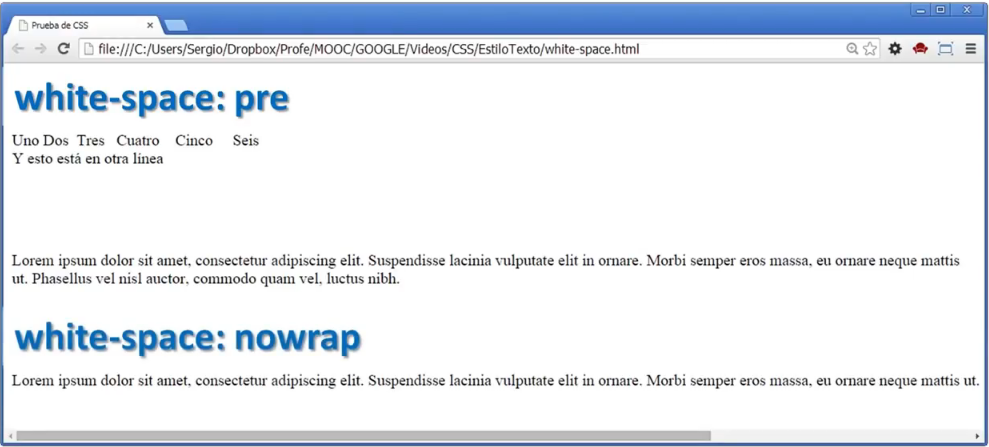 Prueba de CSS
file:///C:/Users/Sergio/Dropbox/Profe/MOOC/GOOGLE/Videos/CSS/EstiloTexto/white-space.html
white-space: pre
Uno Dos  Tres   Cuatro    Cinco     Seis
Y esto está en otra línea
Lorem ipsum dolor sit amet, consectetur adipiscing elit. Suspendisse lacinia vulputate elit in ornare. Morbi semper eros massa, eu ornare neque mattis
ut. Phasellus vel nisl auctor, commodo quam vel, luctus nibh.
white-space: nowrap
Lorem ipsum dolor sit amet, consectetur adipiscing elit. Suspendisse lacinia vulputate elit in ornare. Morbi semper eros massa, eu ornare neque mattis ut.